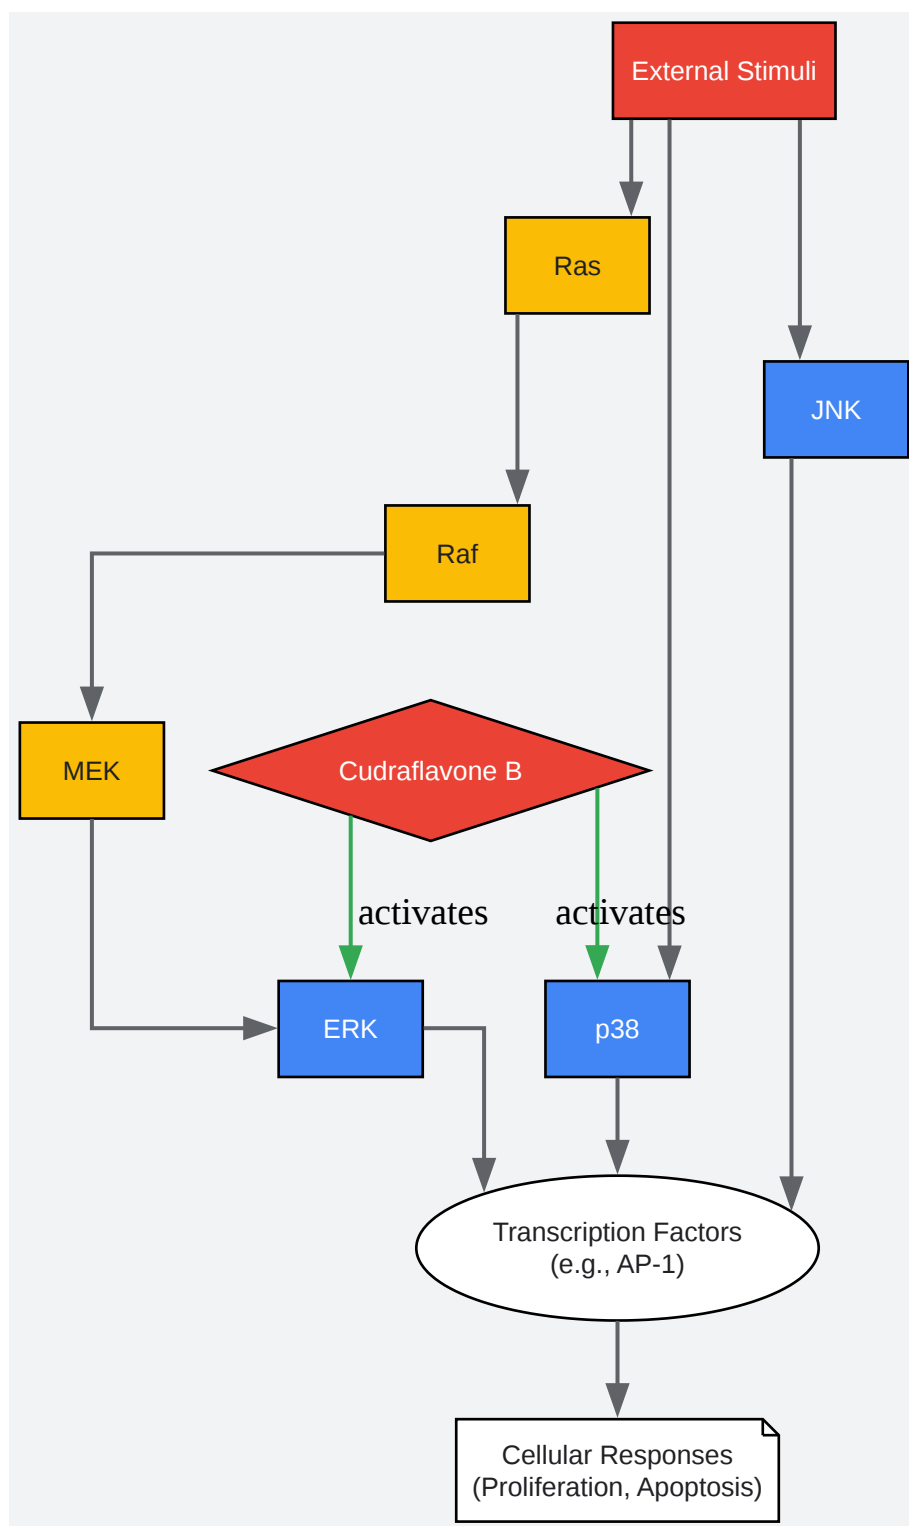 External Stimuli
Ras
JNK
Raf
MEK
Cudraflavone B
activates
activates
ERK
p38
Transcription Factors
(e.g., AP-1)
Cellular Responses
(Proliferation, Apoptosis)